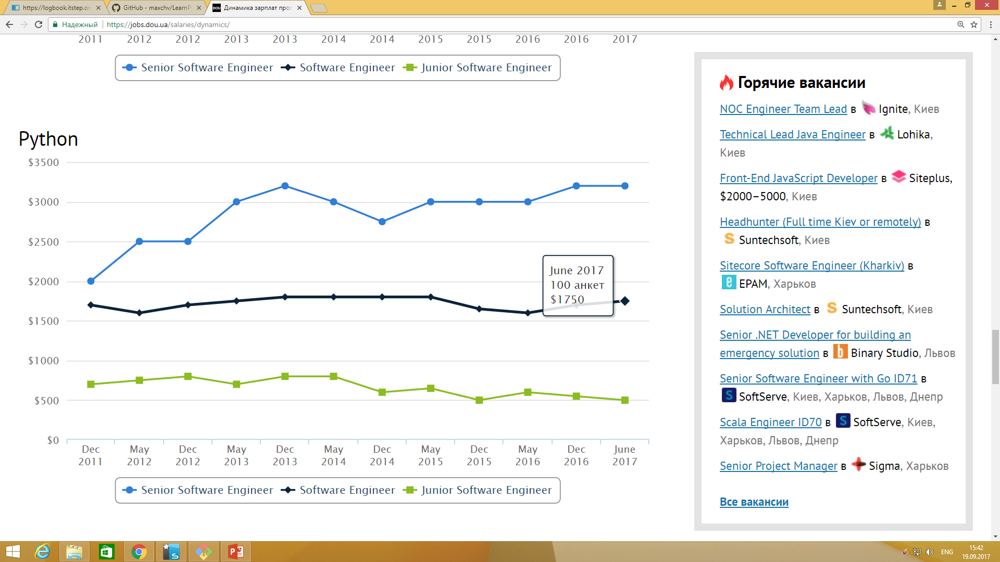 https://logbook.itstep.or
GitHub - maxchv/LearnP
DOU Динамика зарплат прог
Надежный https://jobs.dou.ua/salaries/dynamics/
2011 2012 2012 2013 2013 2014 2014 2015 2015 2016 2016 2017
Senior Software Engineer Software Engineer Junior Software Engineer
Python
$3500
$3000
$2500
$2000
$1500
$1000
$500
$0
June 2017
100 анкет
$1750
Dec May Dec May Dec May Dec May Dec May Dec June
2011 2012 2012 2013 2013 2014 2014 2015 2015 2016 2016 2017
Senior Software Engineer Software Engineer Junior Software Engineer
Горячие вакансии
NOC Engineer Team Lead в Ignite, Киев
Technical Lead Java Engineer в Lohika,
Киев
Front-End JavaScript Developer в Siteplus,
$2000–5000, Киев
Headhunter (Full time Kiev or remotely) в
Suntechsoft, Киев
Sitecore Software Engineer (Kharkiv) в
EPAM, Харьков
Solution Architect в Suntechsoft, Киев
Senior .NET Developer for building an
emergency solution в Binary Studio, Львов
Senior Software Engineer with Go ID71 в
SoftServe, Киев, Харьков, Львов, Днепр
Scala Engineer ID70 в SoftServe, Киев,
Харьков, Львов, Днепр
Senior Project Manager в Sigma, Харьков
Все вакансии
ENG
15:42
19.09.2017